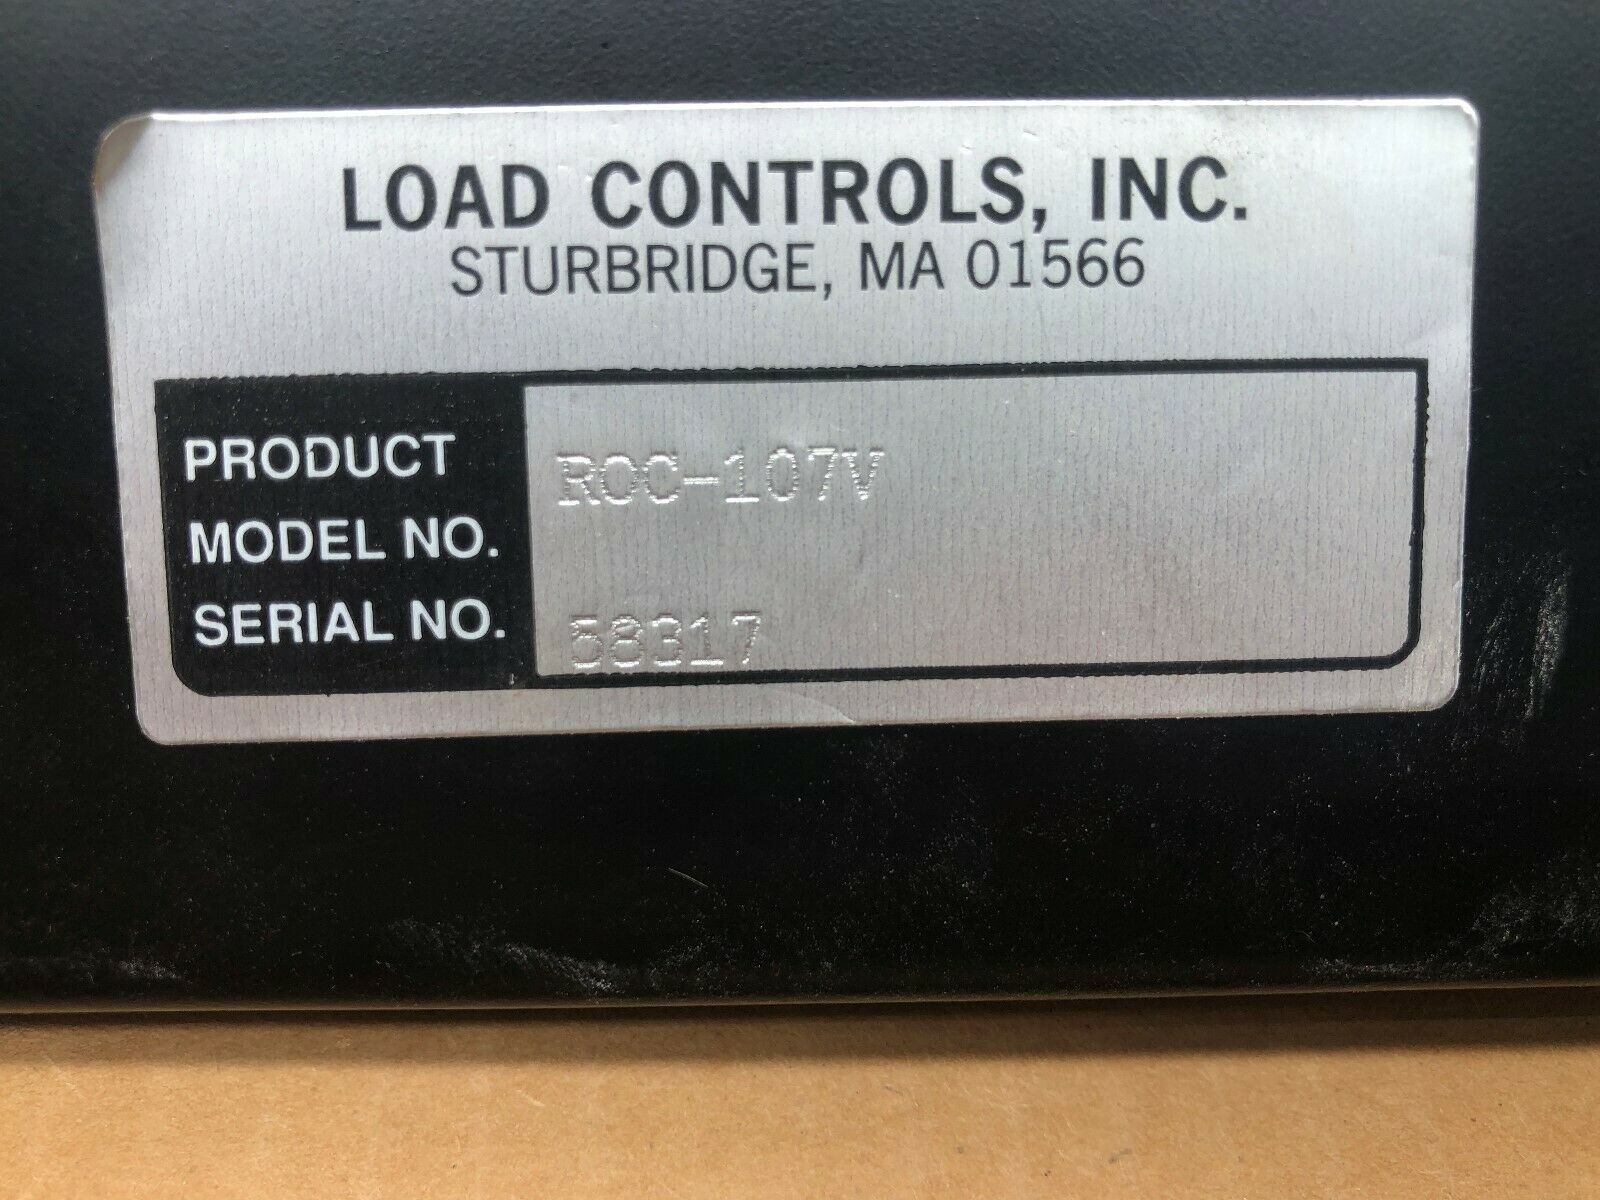 LOAD CONTROLS, INC.
STURBRIDGE, MA 01566
PRODUCT ROC-107V
MODEL NO.
SERIAL NO. 58317